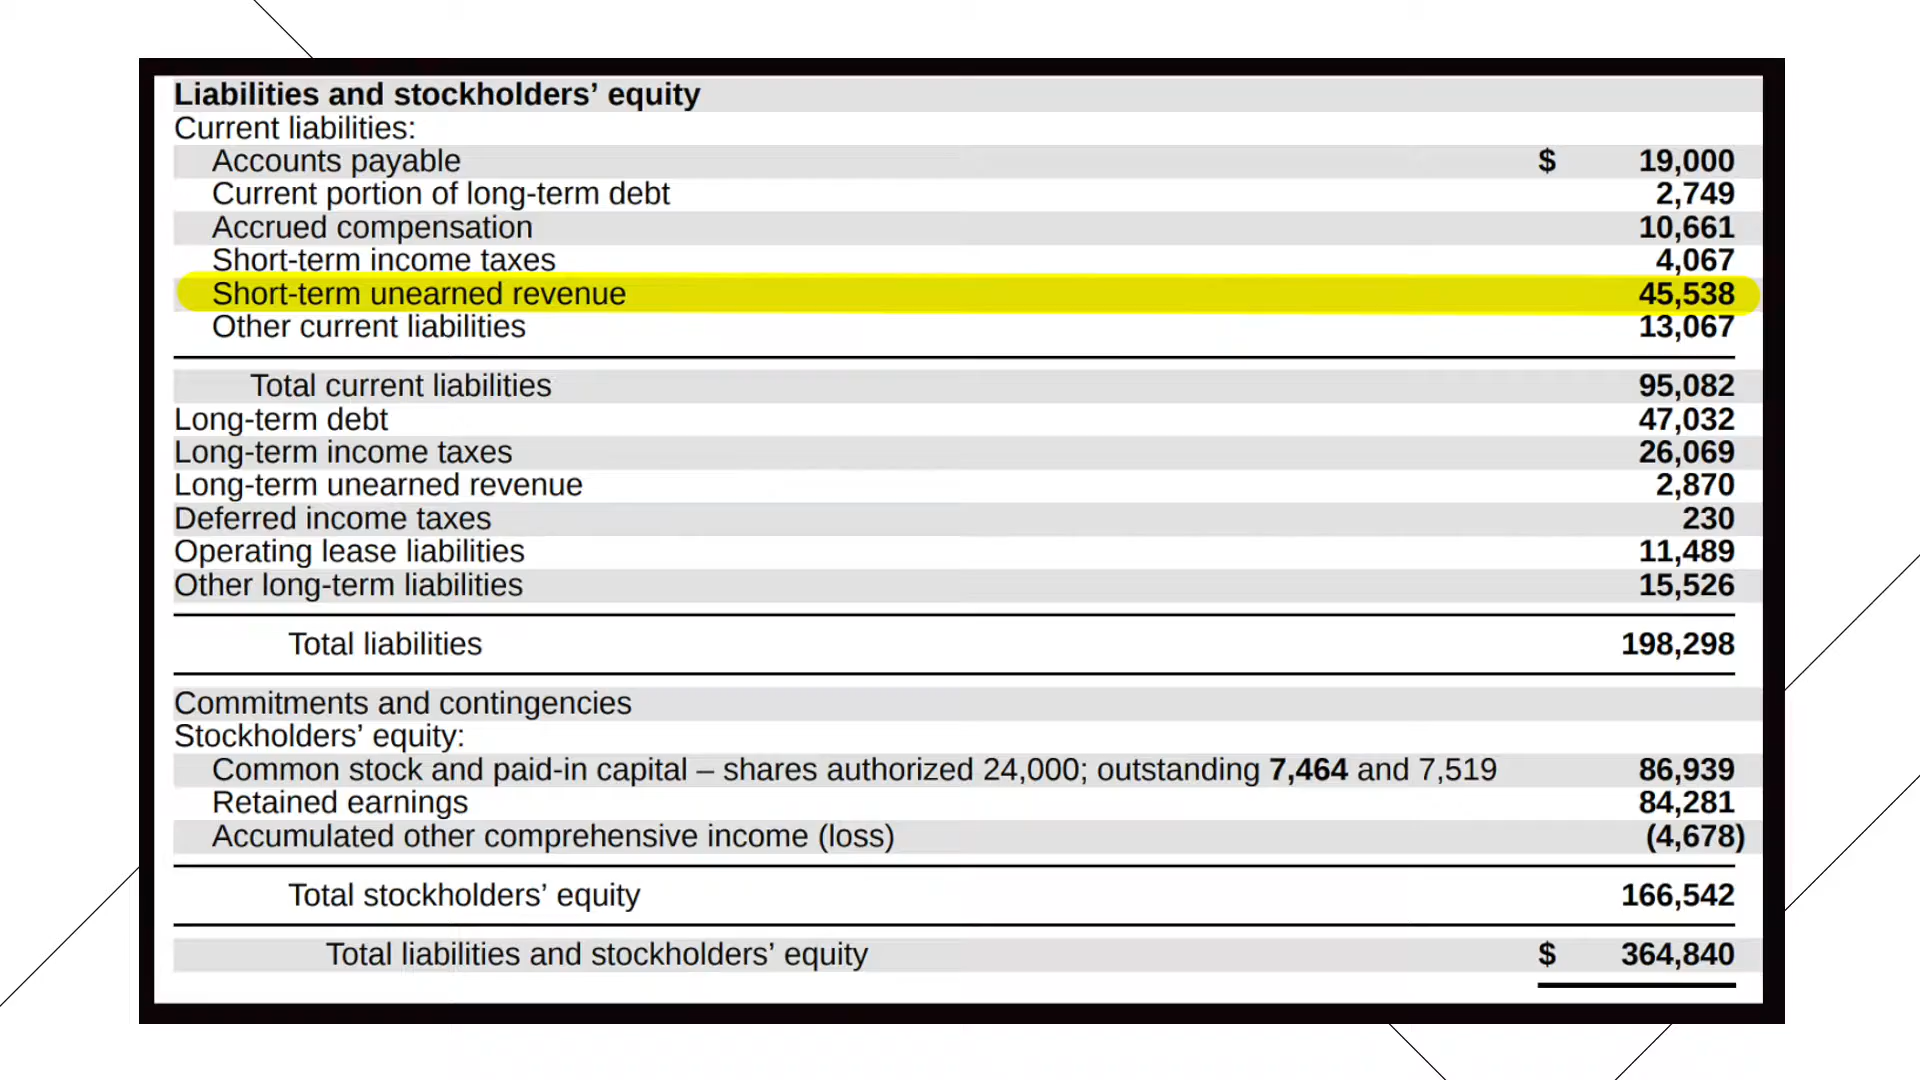 Liabilities and stockholders’ equity
Current liabilities:
Accounts payable $ 19,000
Current portion of long-term debt 2,749
Accrued compensation 10,661
Short-term income taxes 4,067
Short-term unearned revenue 45,538
Other current liabilities 13,067
Total current liabilities 95,082
Long-term debt 47,032
Long-term income taxes 26,069
Long-term unearned revenue 2,870
Deferred income taxes 230
Operating lease liabilities 11,489
Other long-term liabilities 15,526
Total liabilities 198,298
Commitments and contingencies
Stockholders’ equity:
Common stock and paid-in capital – shares authorized 24,000; outstanding 7,464 and 7,519 86,939
Retained earnings 84,281
Accumulated other comprehensive income (loss) (4,678)
Total stockholders’ equity 166,542
Total liabilities and stockholders’ equity $ 364,840